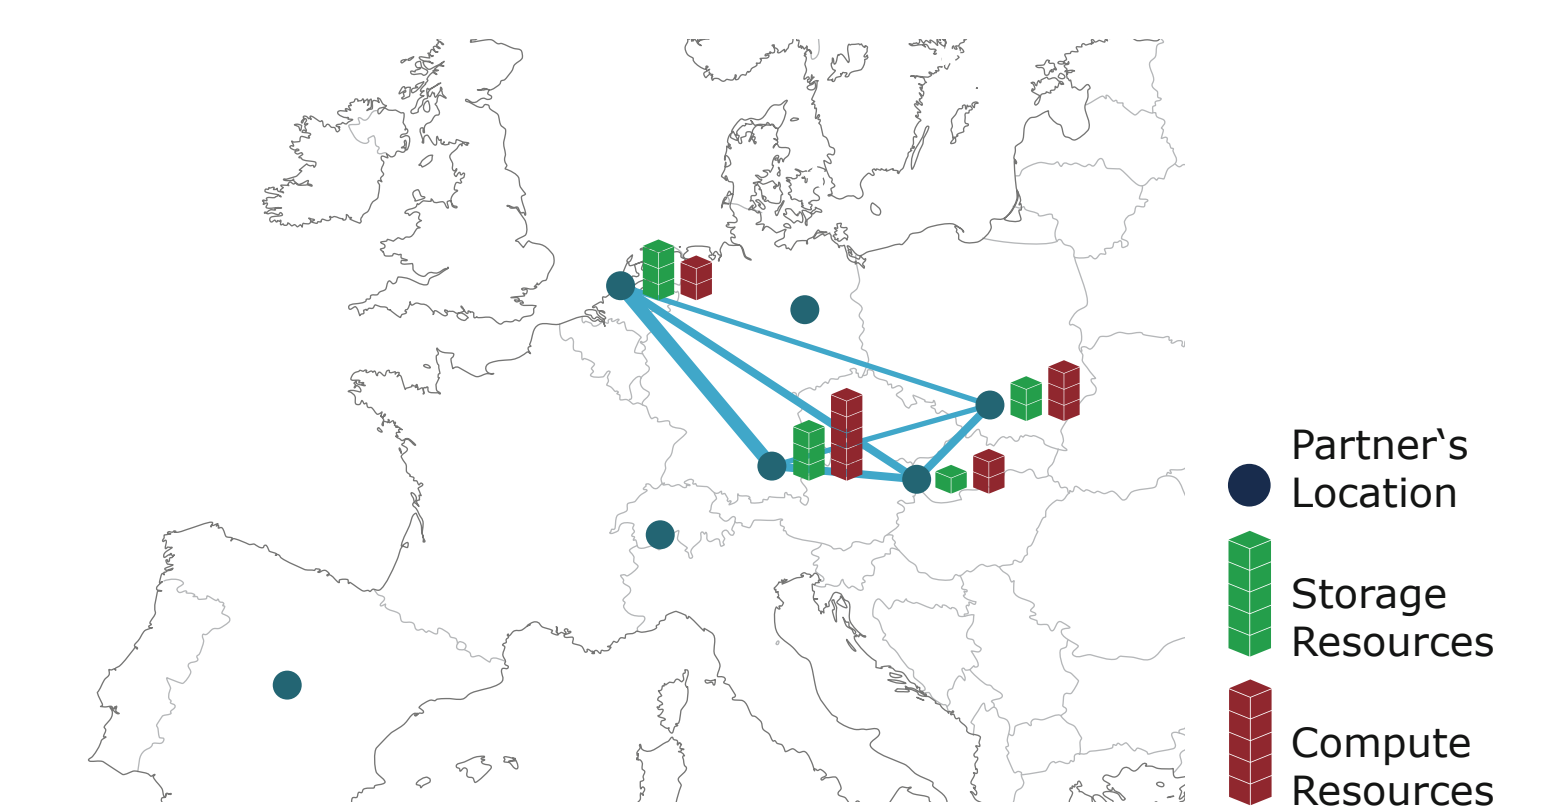 Partner‛s
Location
Storage
Resources
Compute
Resources